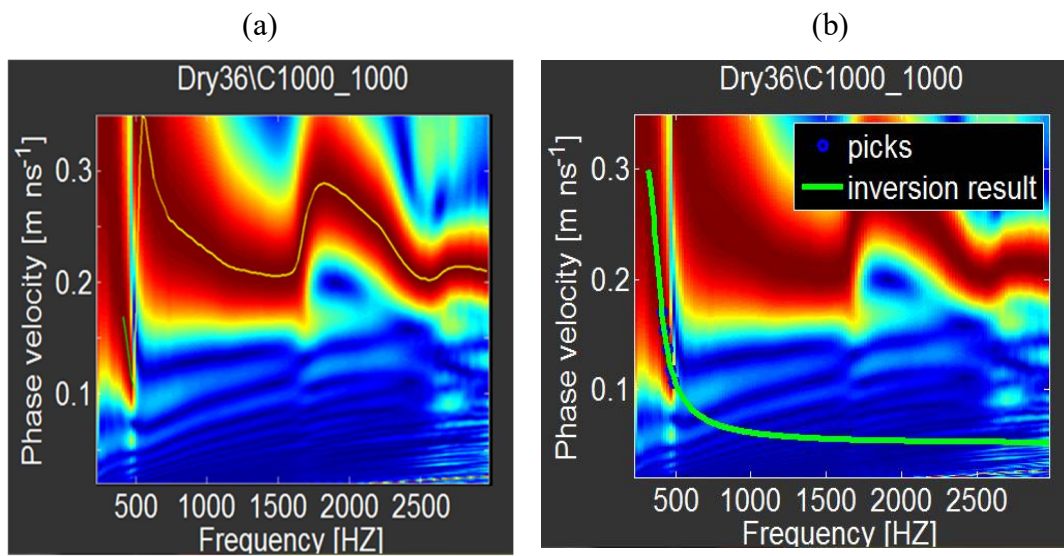 (a)
Dry36\C1000_1000
Phase velocity [m ns⁻¹]
0.3
0.2
0.1
500 1000 1500 2000 2500
Frequency [HZ]
(b)
Dry36\C1000_1000
picks
inversion result
Phase velocity [m ns⁻¹]
0.3
0.2
0.1
500 1000 1500 2000 2500
Frequency [HZ]